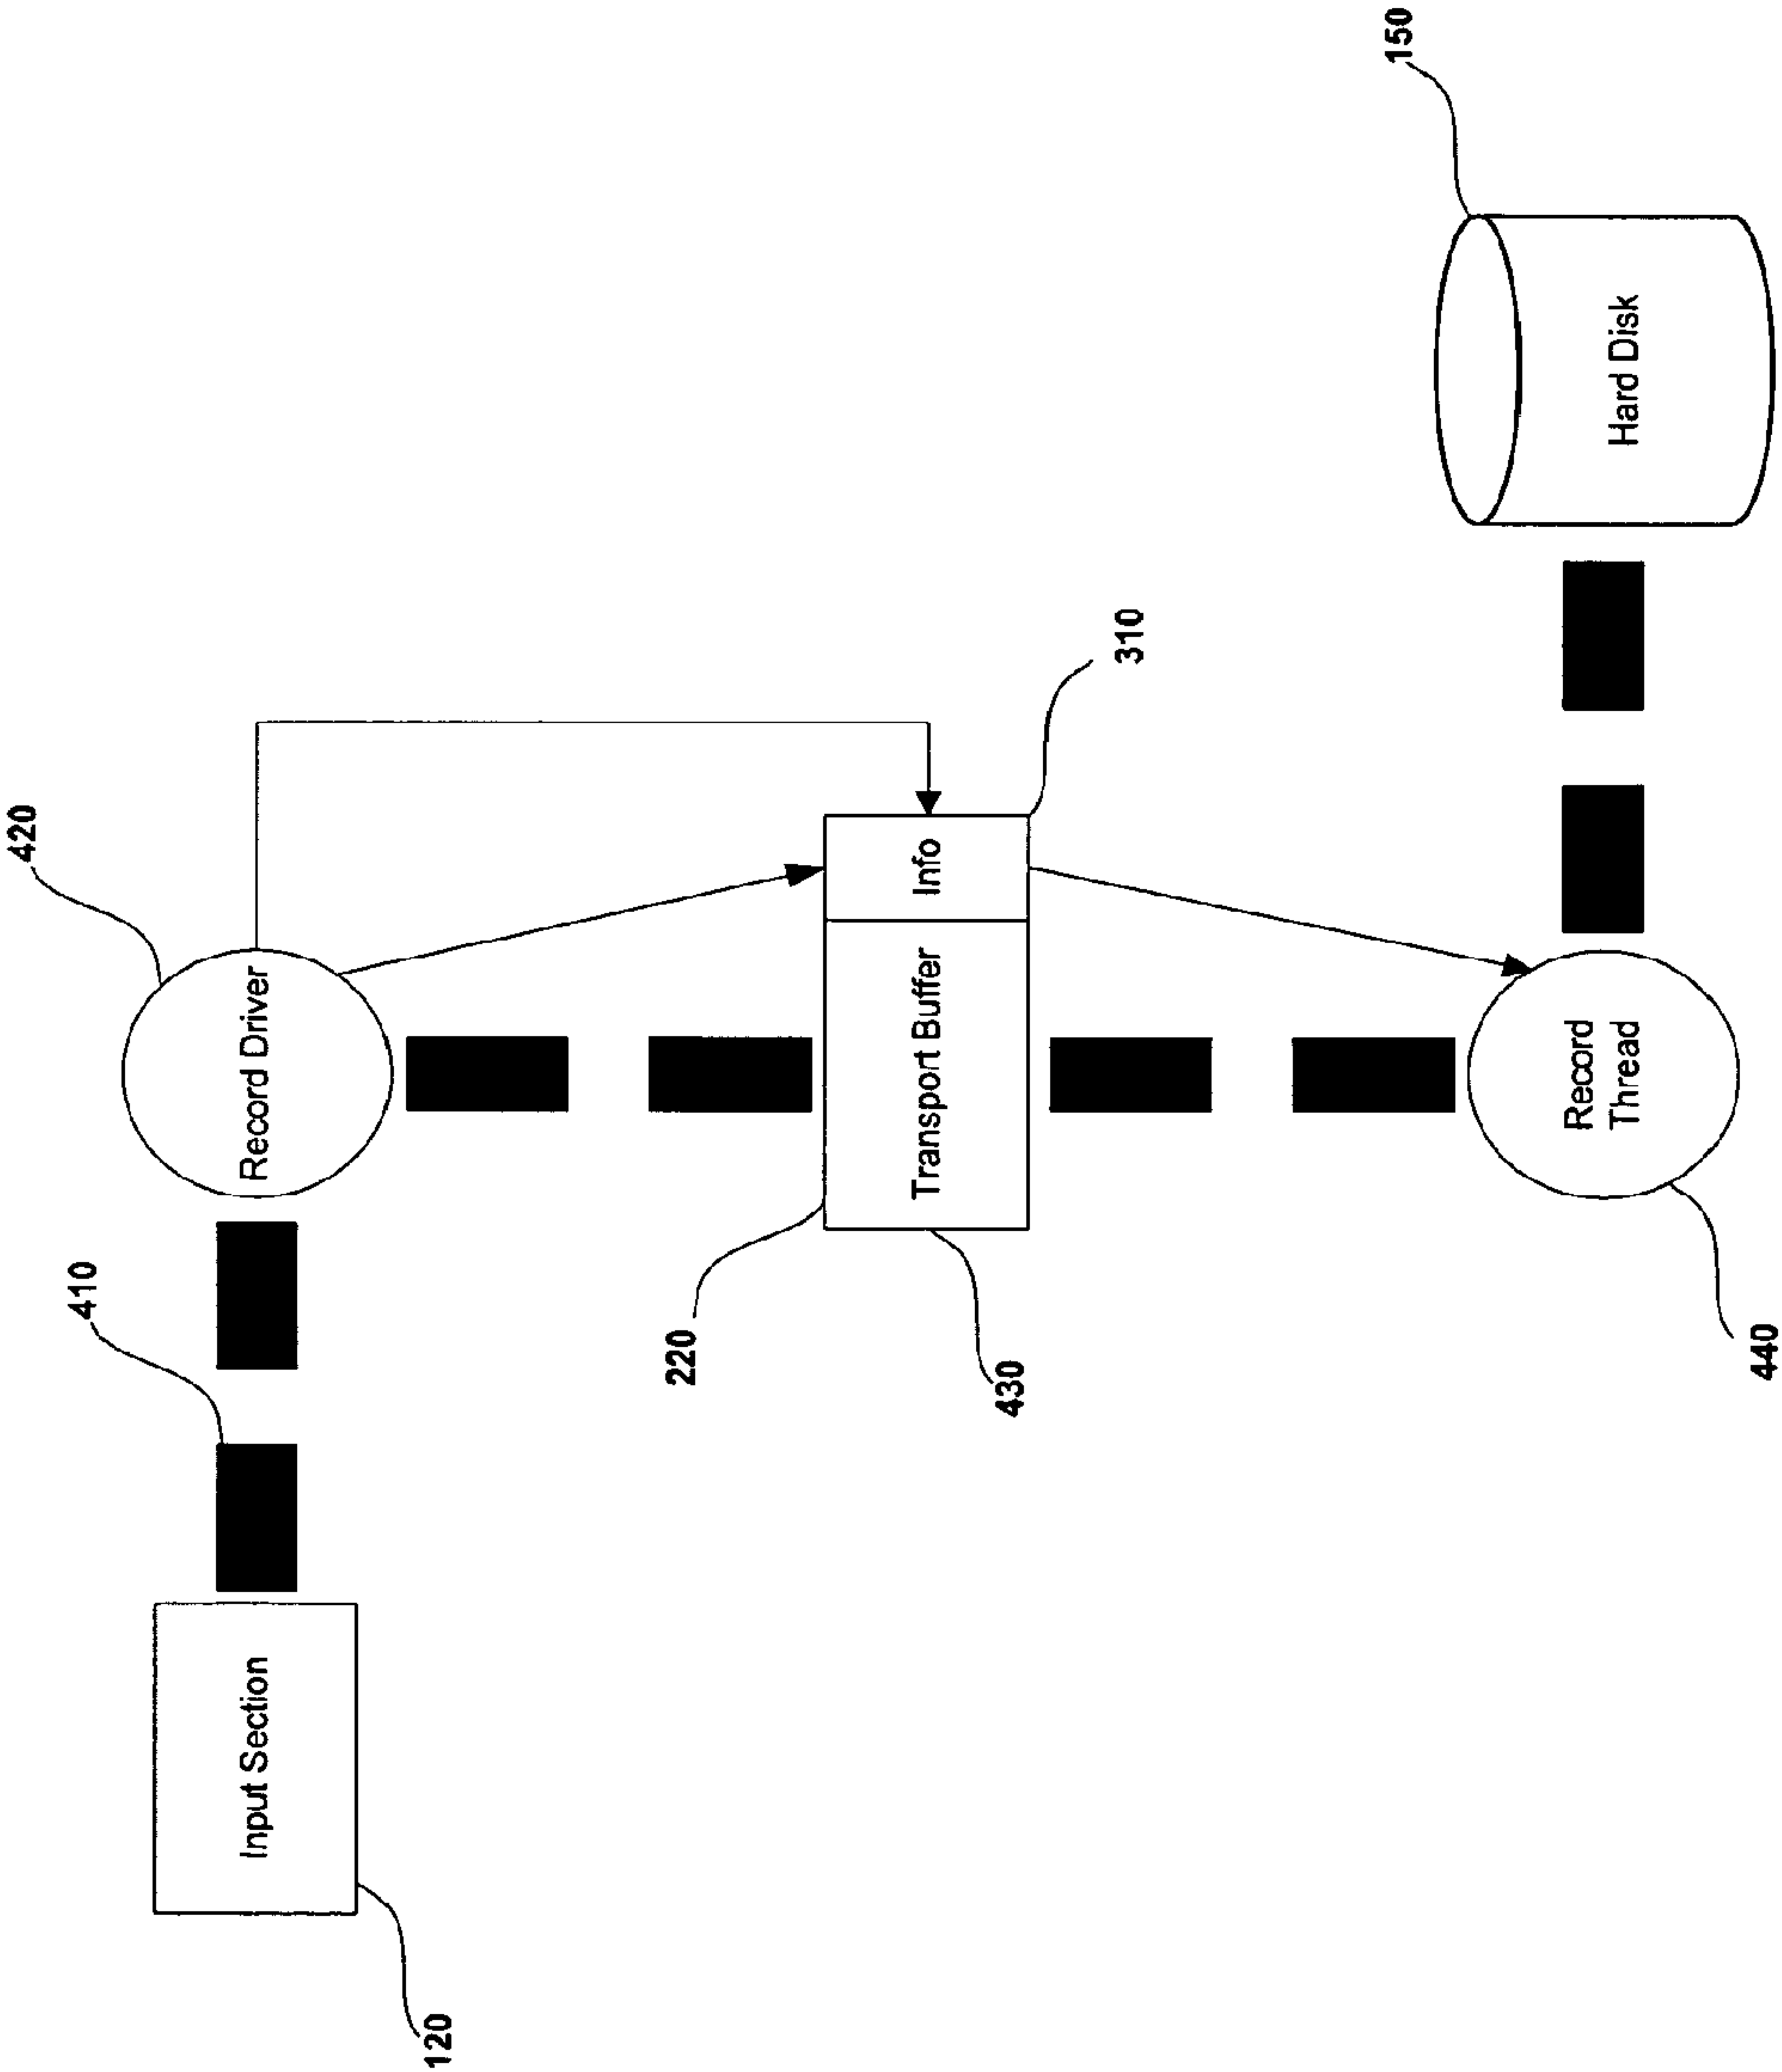 120
Input Section
410
Record Driver
420
220
430
Transport Buffer
Info
310
440
Record
Thread
Hard Disk
150